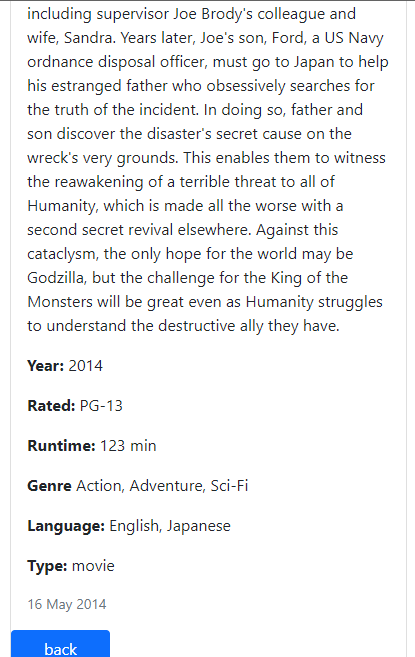 including supervisor Joe Brody's colleague and
wife, Sandra. Years later, Joe's son, Ford, a US Navy
ordnance disposal officer, must go to Japan to help
his estranged father who obsessively searches for
the truth of the incident. In doing so, father and
son discover the disaster's secret cause on the
wreck's very grounds. This enables them to witness
the reawakening of a terrible threat to all of
Humanity, which is made all the worse with a
second secret revival elsewhere. Against this
cataclysm, the only hope for the world may be
Godzilla, but the challenge for the King of the
Monsters will be great even as Humanity struggles
to understand the destructive ally they have.
Year: 2014
Rated: PG-13
Runtime: 123 min
Genre Action, Adventure, Sci-Fi
Language: English, Japanese
Type: movie
16 May 2014
back